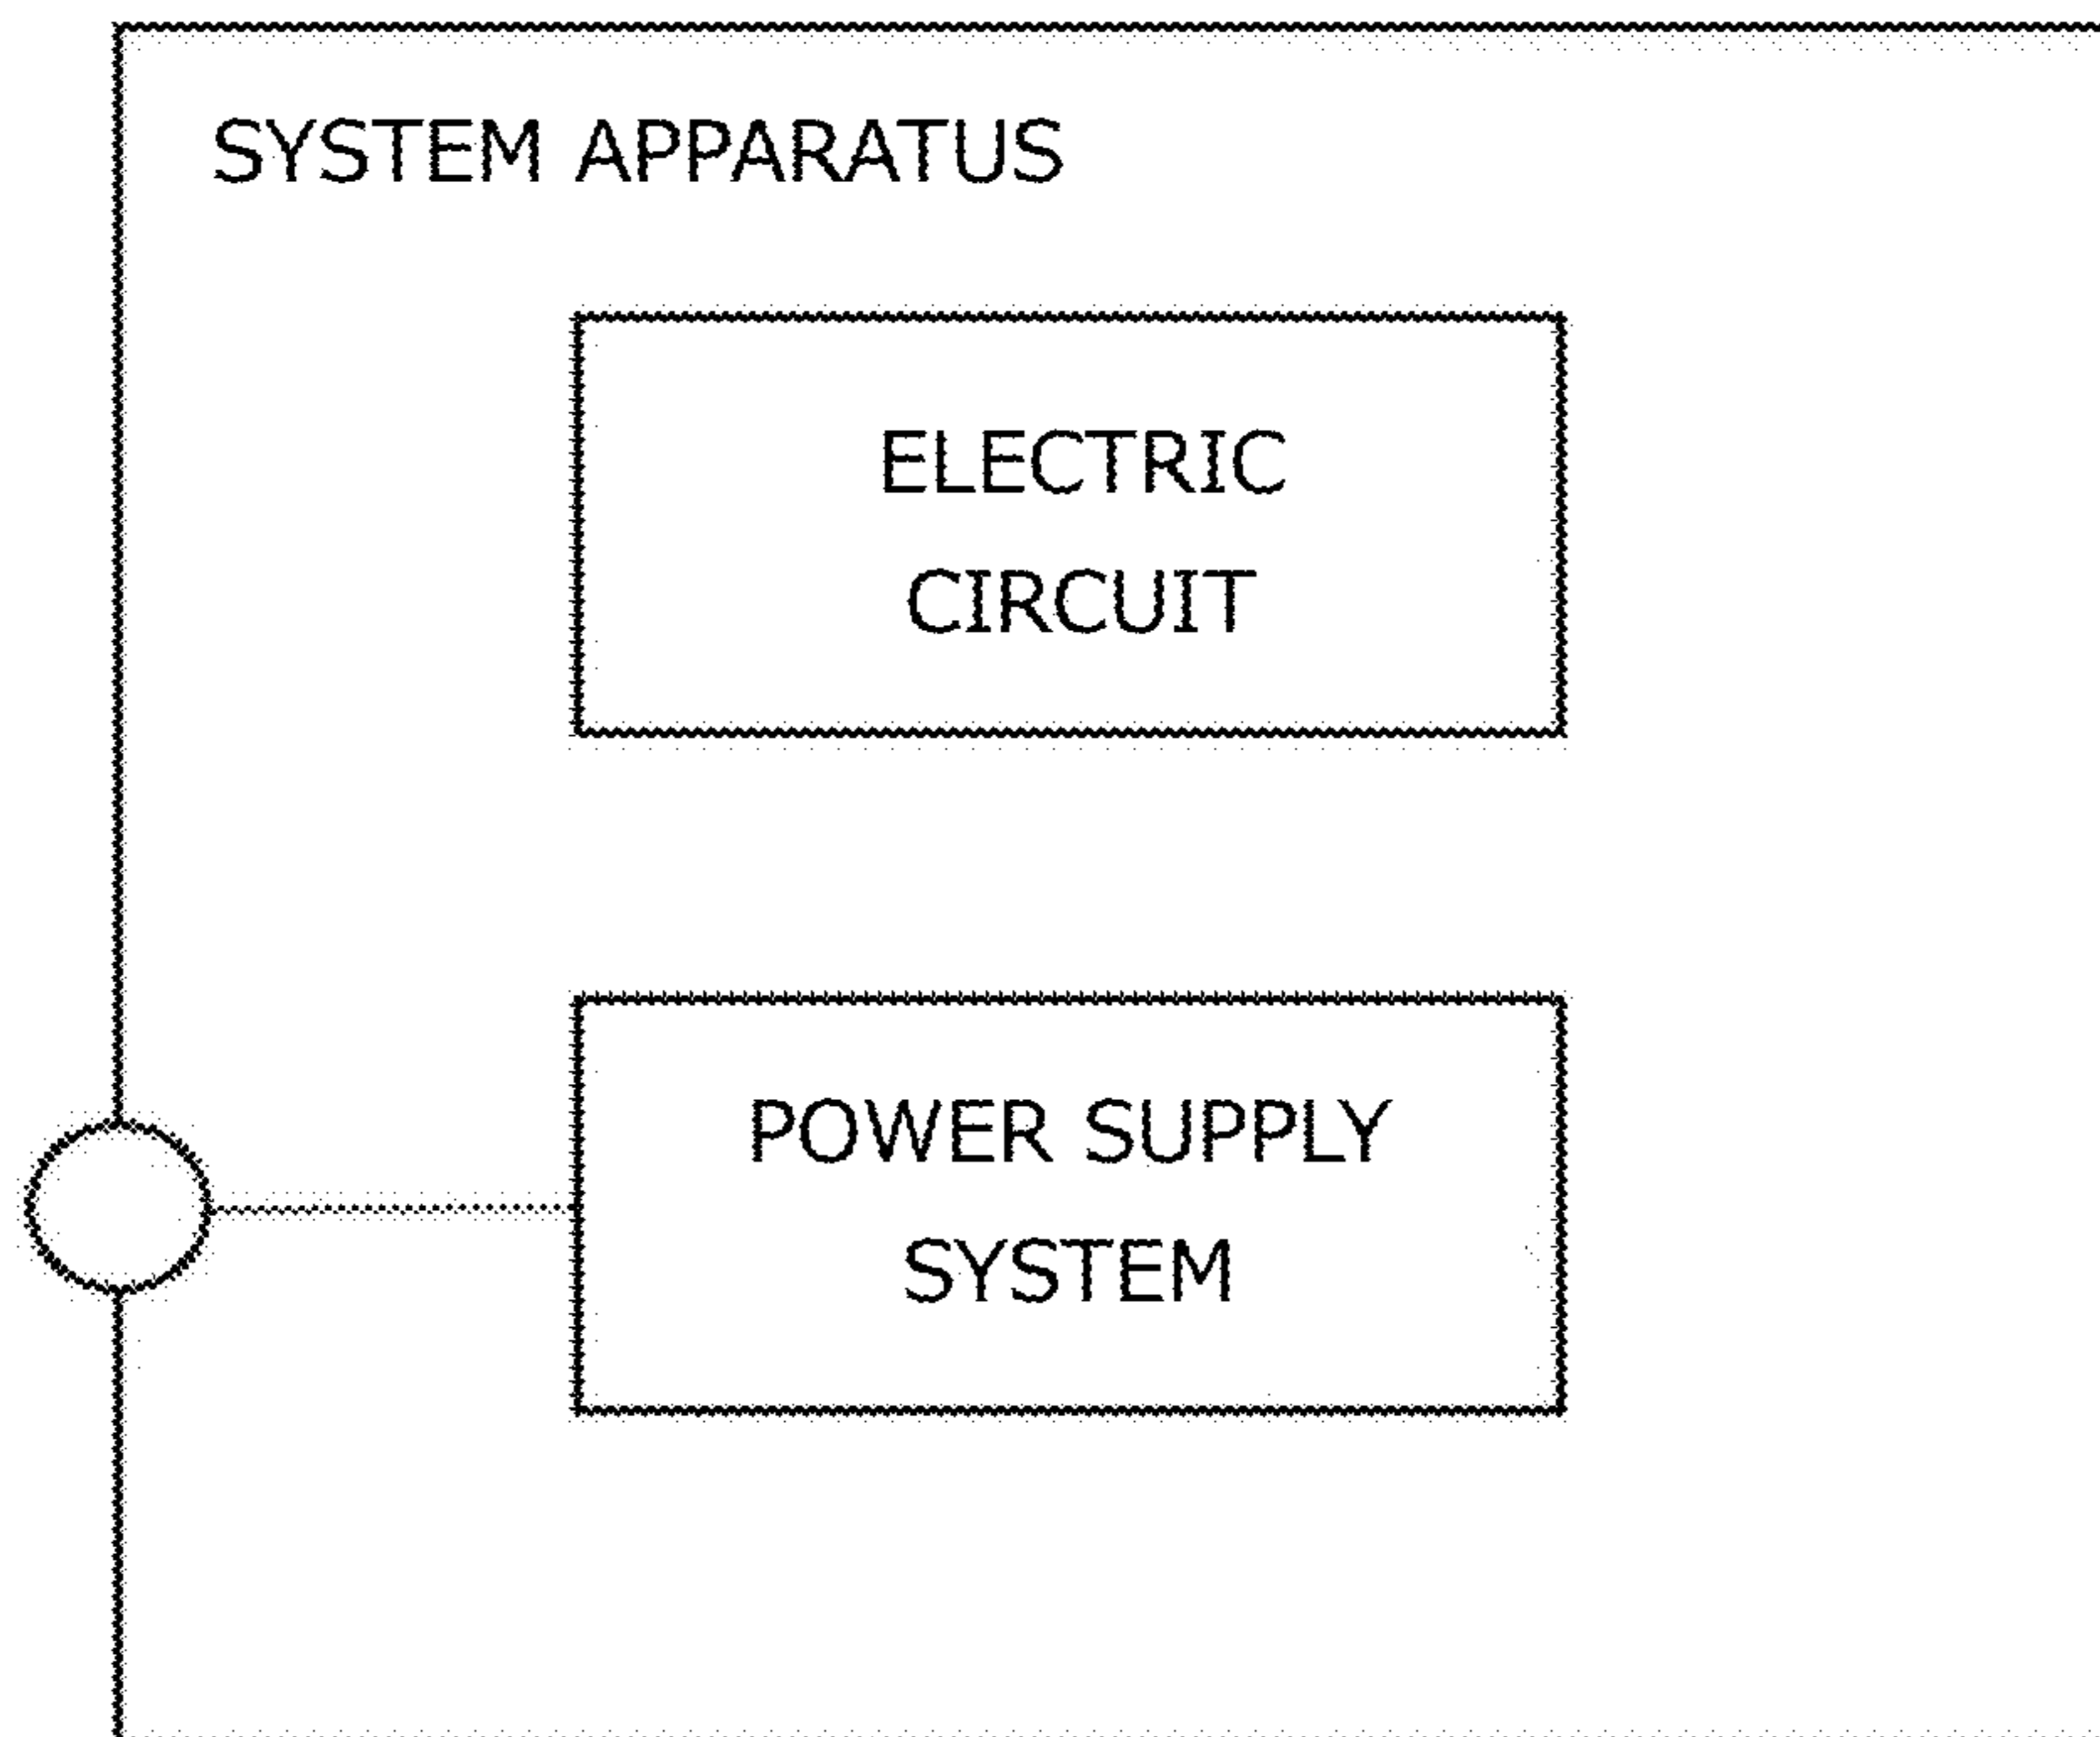 SYSTEM APPARATUS
ELECTRIC
CIRCUIT
POWER SUPPLY
SYSTEM